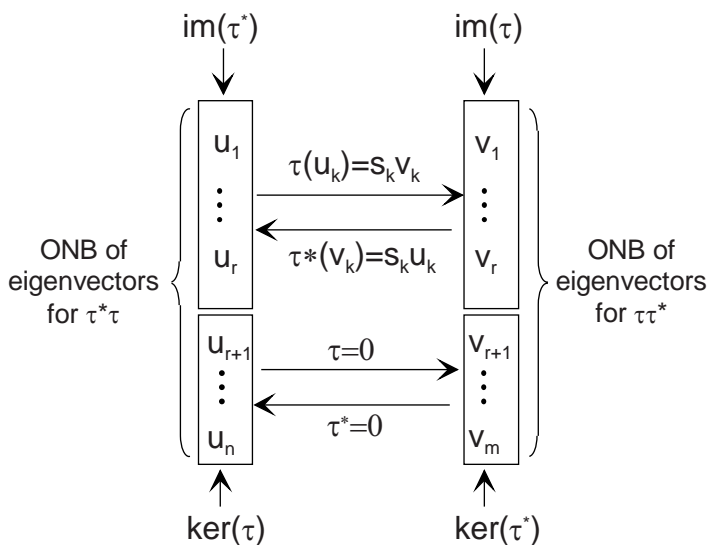 im(τ*)
im(τ)
u₁
⋮
uᵣ
v₁
⋮
vᵣ
τ(uₖ)=sₖvₖ
τ*(vₖ)=sₖuₖ
ONB of
eigenvectors
for τ*τ
ONB of
eigenvectors
for ττ*
uᵣ₊₁
⋮
uₙ
vᵣ₊₁
⋮
vₘ
τ=0
τ*=0
ker(τ)
ker(τ*)